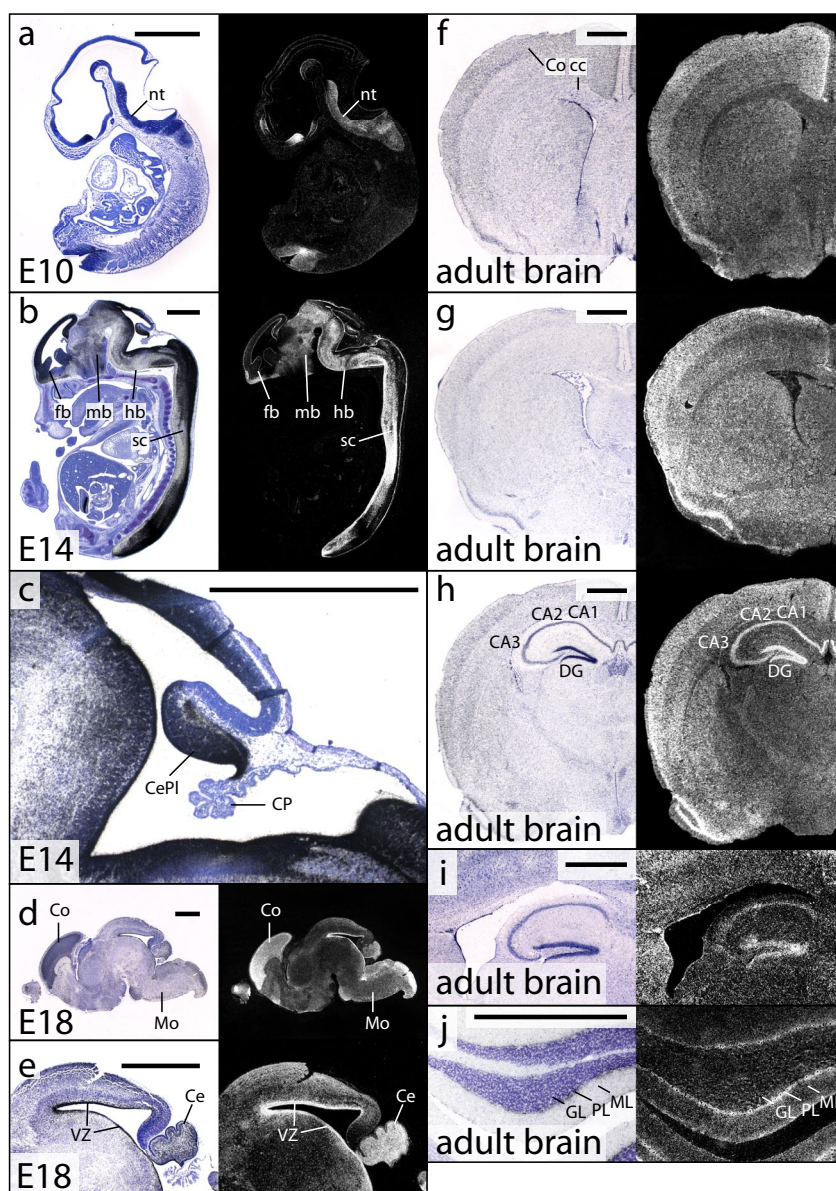 a
nt
nt
E10
b
fb
mb
hb
sc
fb
mb
hb
sc
E14
c
CePl
CP
E14
d
Co
Mo
Co
Mo
E18
e
VZ
Ce
VZ
Ce
E18
f
Co cc
adult brain
g
adult brain
h
CA2 CA1
CA3
DG
CA2 CA1
CA3
DG
adult brain
i
adult brain
j
GL PL ML
GL PL ML
adult brain